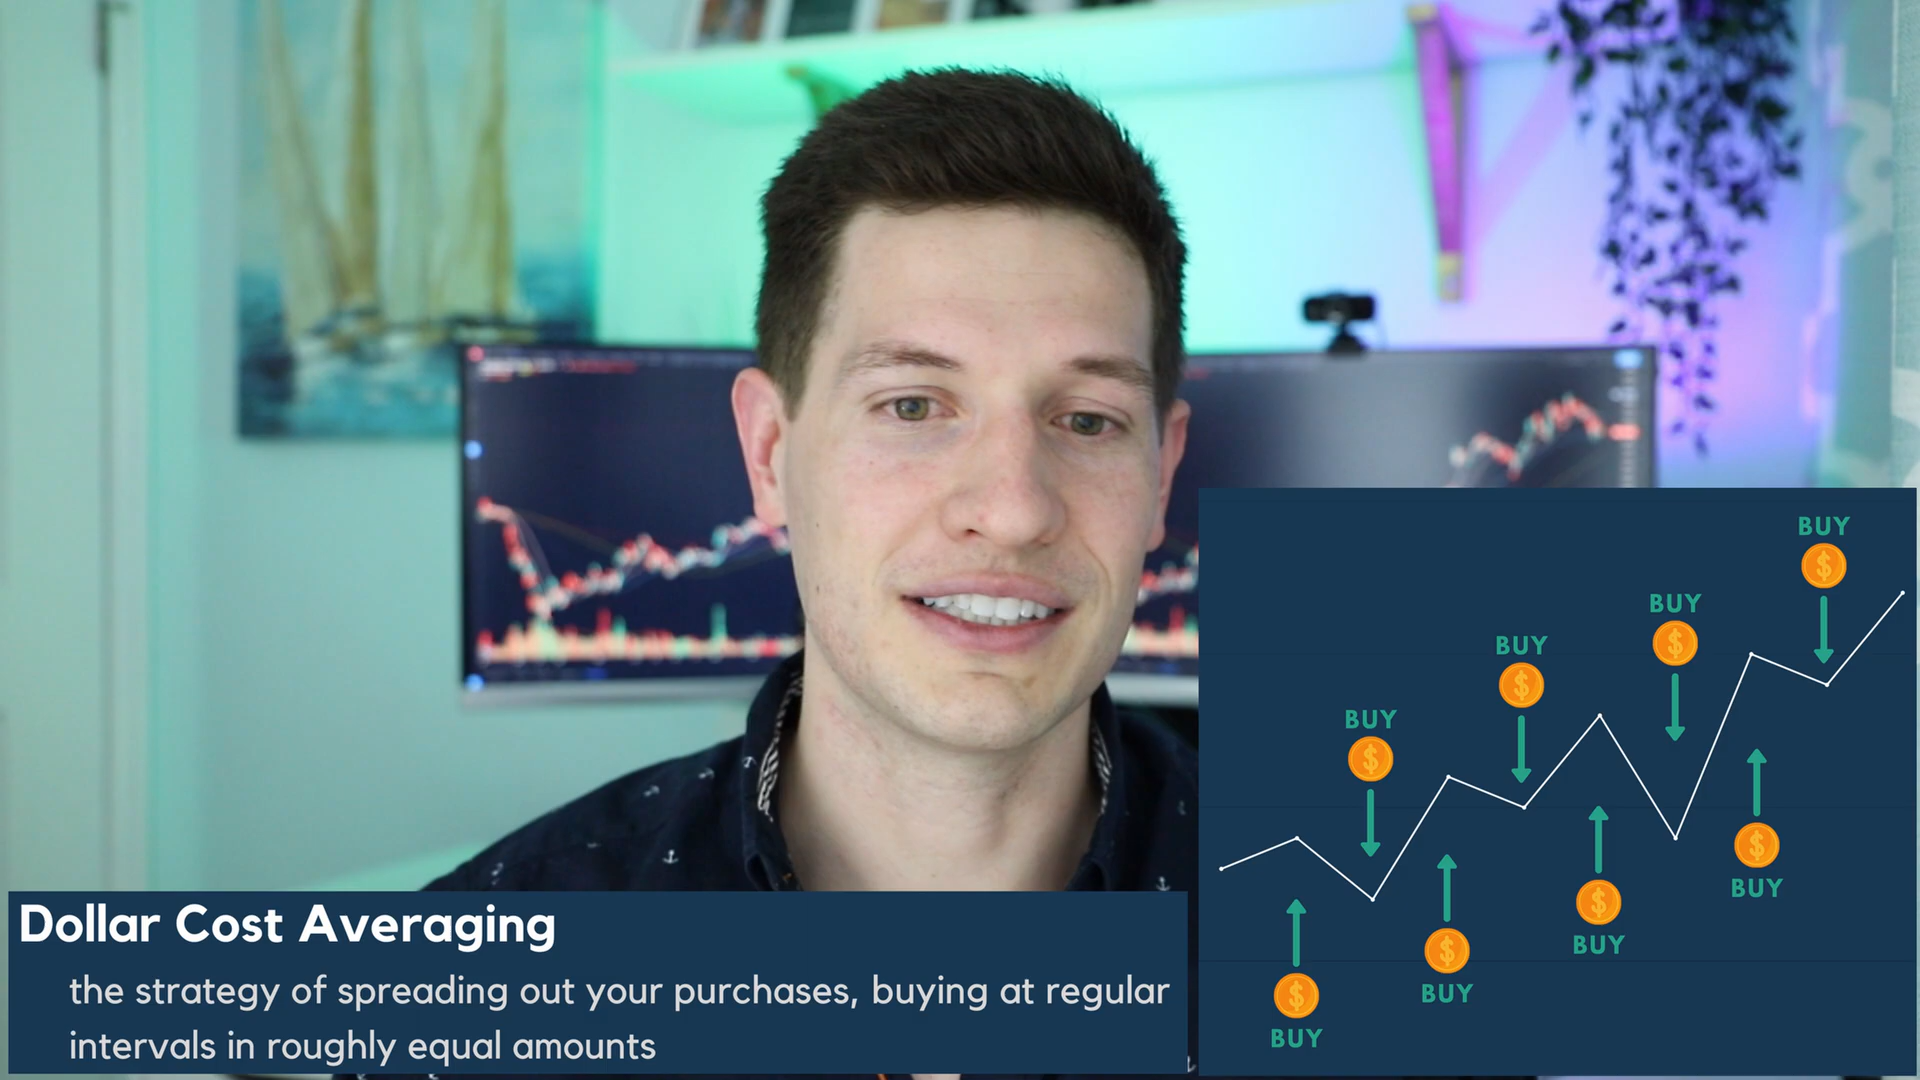 Dollar Cost Averaging
the strategy of spreading out your purchases, buying at regular
intervals in roughly equal amounts
BUY
BUY
BUY
BUY
BUY
BUY
BUY
BUY